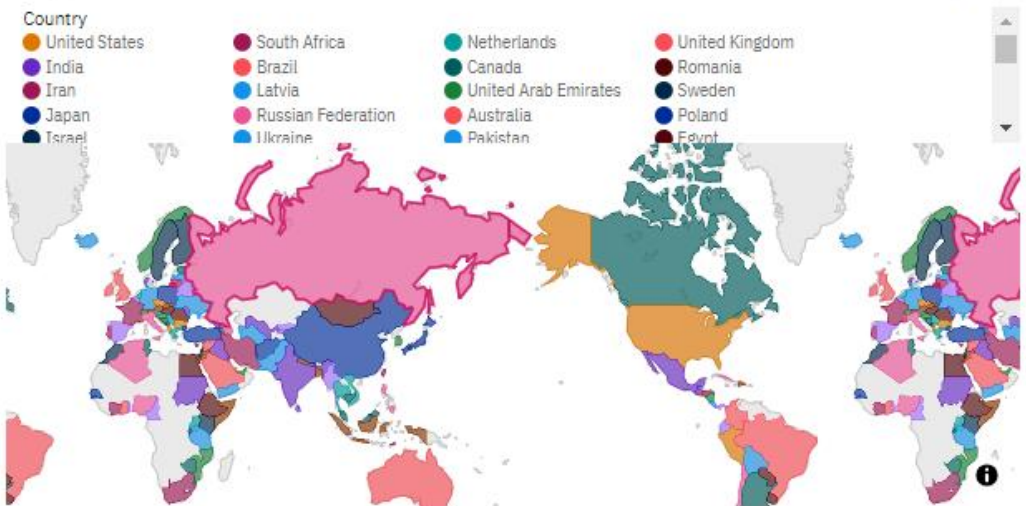 Country
United States South Africa Netherlands United Kingdom
India Brazil Canada Romania
Iran Latvia United Arab Emirates Sweden
Japan Russian Federation Australia Poland
Israel Ukraine Pakistan Egypt